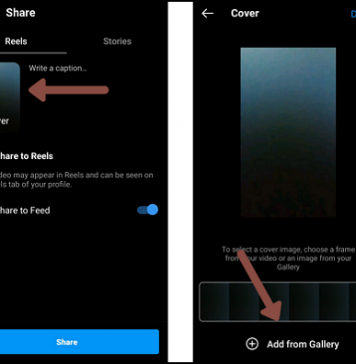 Share
Reels
Stories
Write a caption...
er
hare to Reels
deo may appear in Reels and can be seen on
ls tab of your profile.
hare to Feed
Share
Cover
D
To select a cover image, choose a frame
from your video or an image from your
Gallery
Add from Gallery